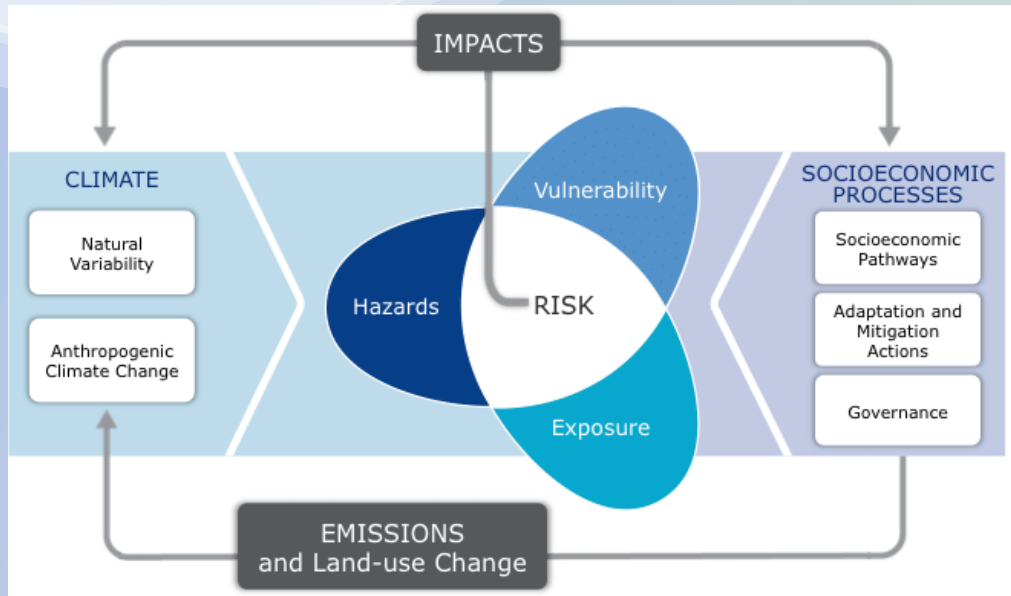 IMPACTS
CLIMATE
Natural
Variability
Anthropogenic
Climate Change
Vulnerability
Hazards
RISK
Exposure
SOCIOECONOMIC
PROCESSES
Socioeconomic
Pathways
Adaptation and
Mitigation
Actions
Governance
EMISSIONS
and Land-use Change